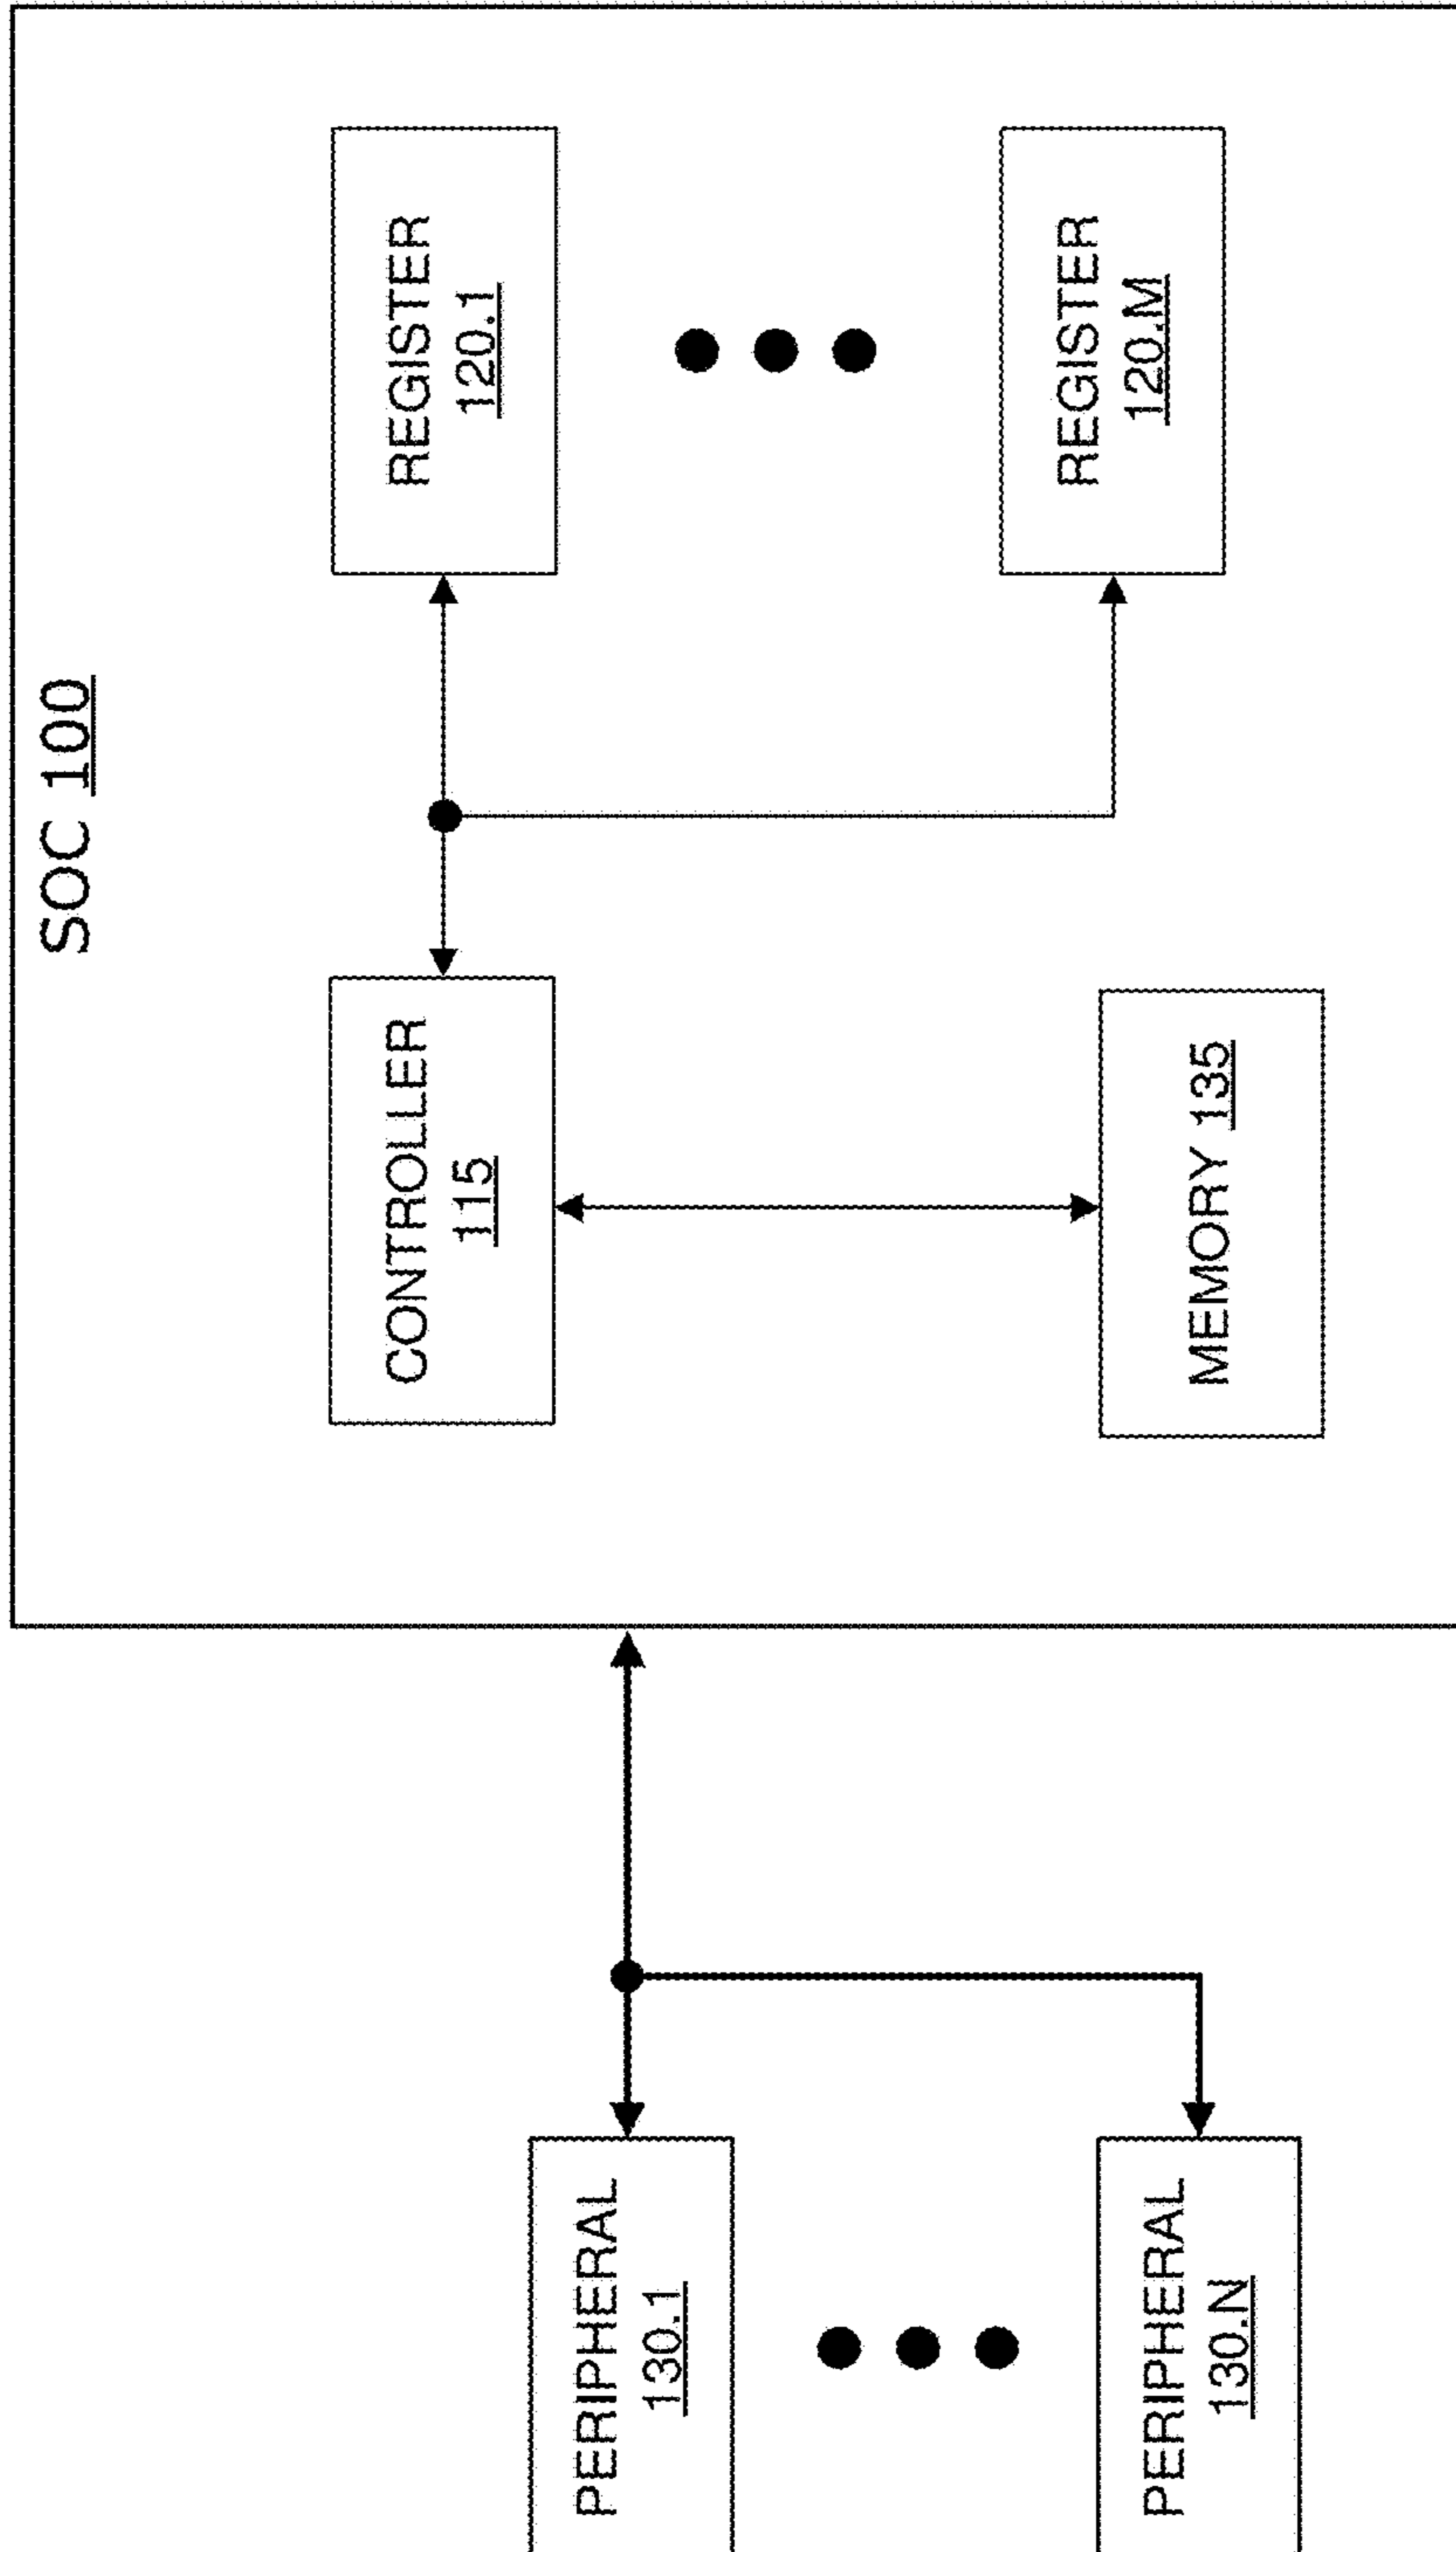 SOC 100
PERIPHERAL
130.1
CONTROLLER
115
REGISTER
120.1
PERIPHERAL
130.N
MEMORY 135
REGISTER
120.M